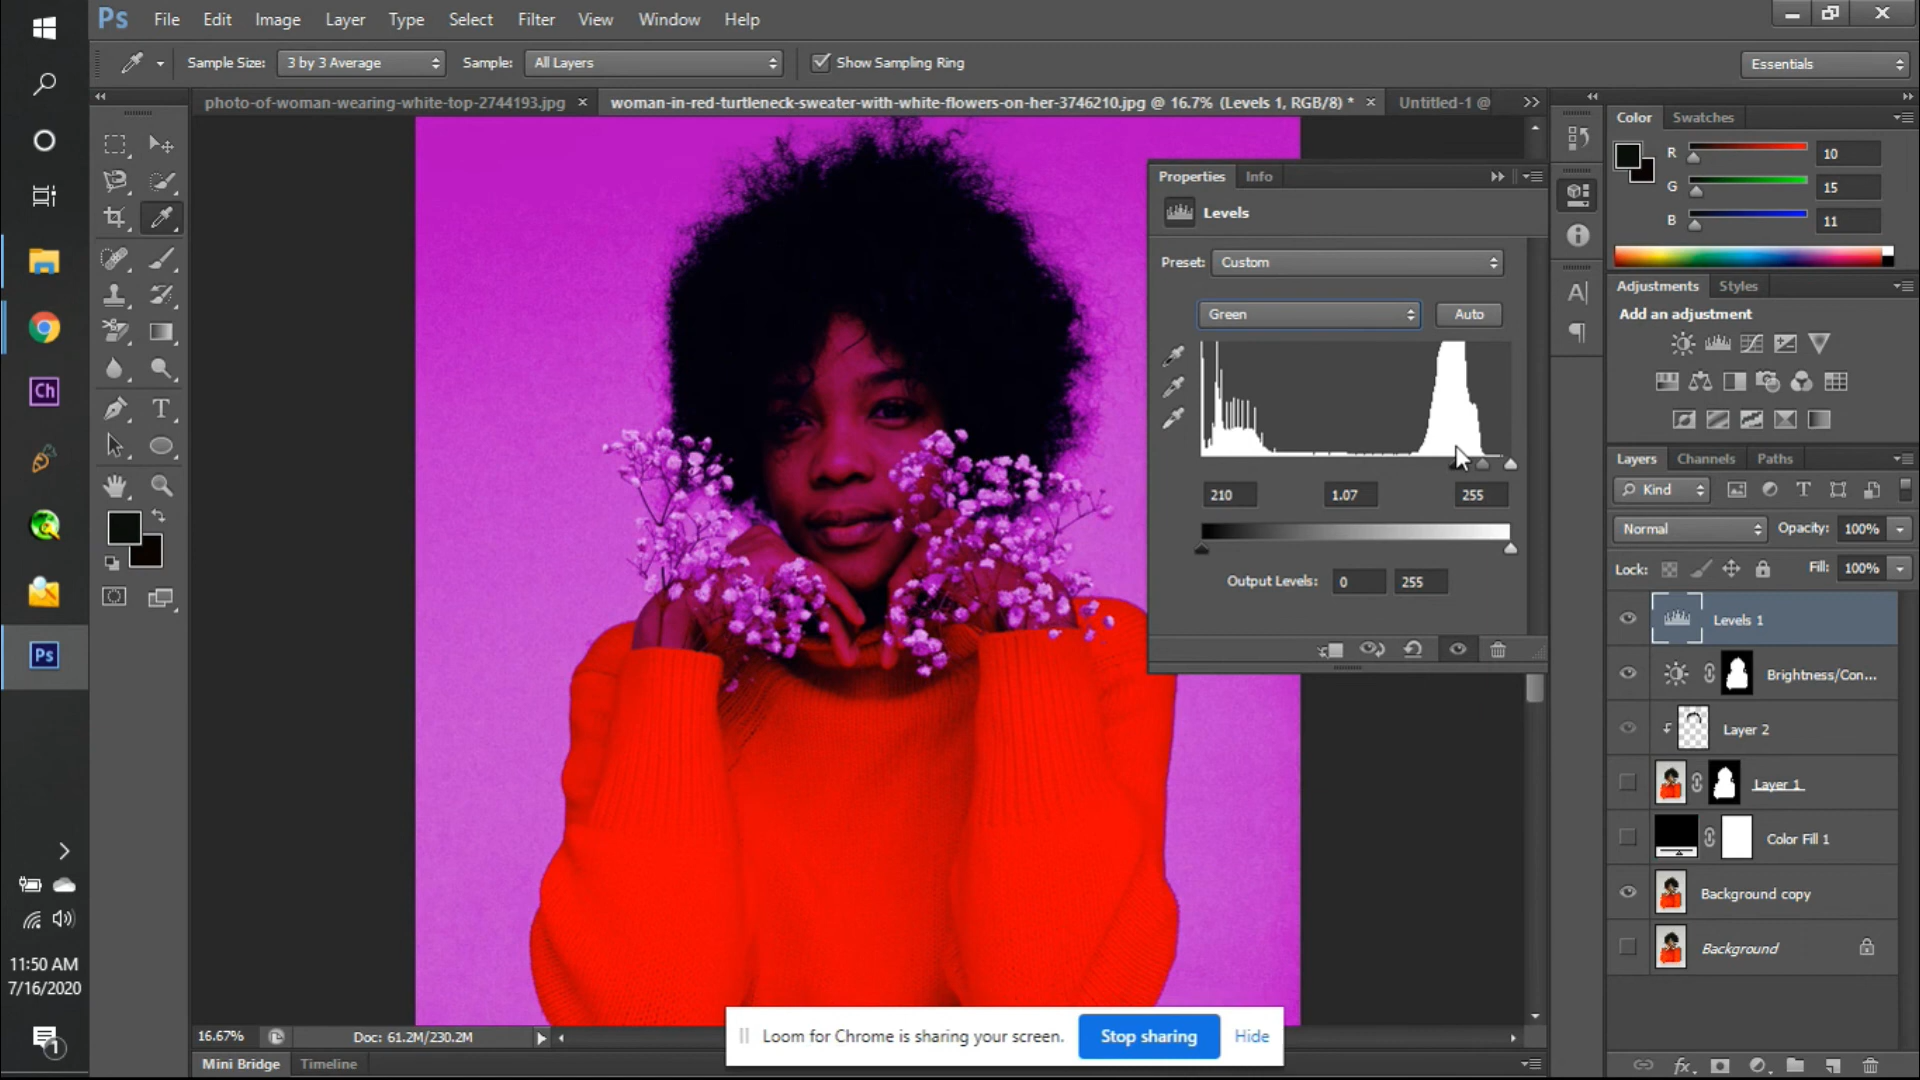 Ps File Edit Image Layer Type Select Filter View Window Help
Sample Size: 3 by 3 Average Sample: All Layers Show Sampling Ring Essentials
photo-of-woman-wearing-white-top-2744193.jpg × woman-in-red-turtleneck-sweater-with-white-flowers-on-her-3746210.jpg @ 16.7% (Levels 1, RGB/8) * × Untitled-1 @
Color Swatches
R 10
G 15
B 11
Properties Info
Levels
Preset: Custom
Green Auto
210 1.07 255
Output Levels: 0 255
Adjustments Styles
Add an adjustment
Layers Channels Paths
Kind
Normal Opacity: 100%
Lock: Fill: 100%
Levels 1
Brightness/Con...
Layer 2
Layer 1
Color Fill 1
Background copy
Background
Ch
Ps
11:50 AM
7/16/2020
1
16.67% Doc: 61.2M/230.2M
Loom for Chrome is sharing your screen. Stop sharing Hide
Mini Bridge Timeline
fx